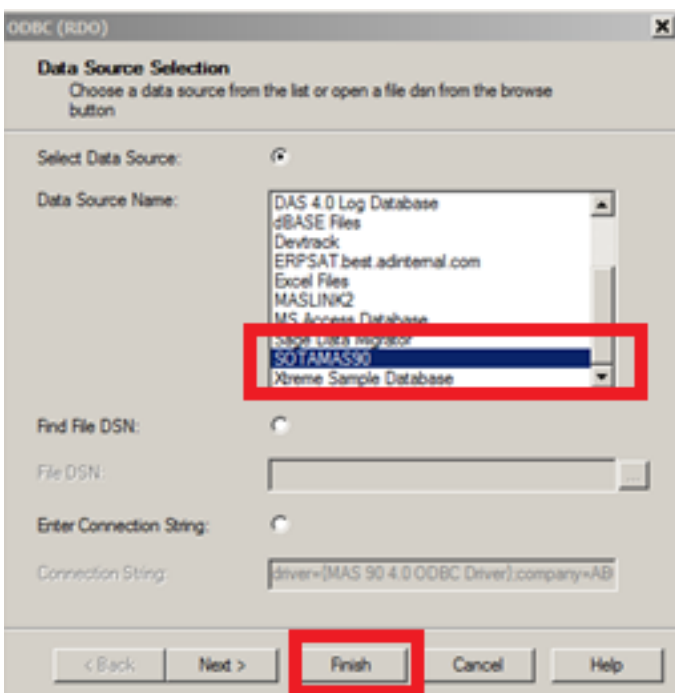 ODBC (RDO)
Data Source Selection
Choose a data source from the list or open a file dsn from the browse
button
Select Data Source:
Data Source Name:
DAS 4.0 Log Database
dBASE Files
Devtrack
ERPSAT.best.adinternal.com
Excel Files
MASLINK2
MS Access Database
Sage Data Migrator
SOTAMAS90
Xtreme Sample Database
Find File DSN:
File DSN:
...
Enter Connection String:
Connection String:
driver={MAS 90 4.0 ODBC Driver};company=AB
< Back
Next >
Finish
Cancel
Help